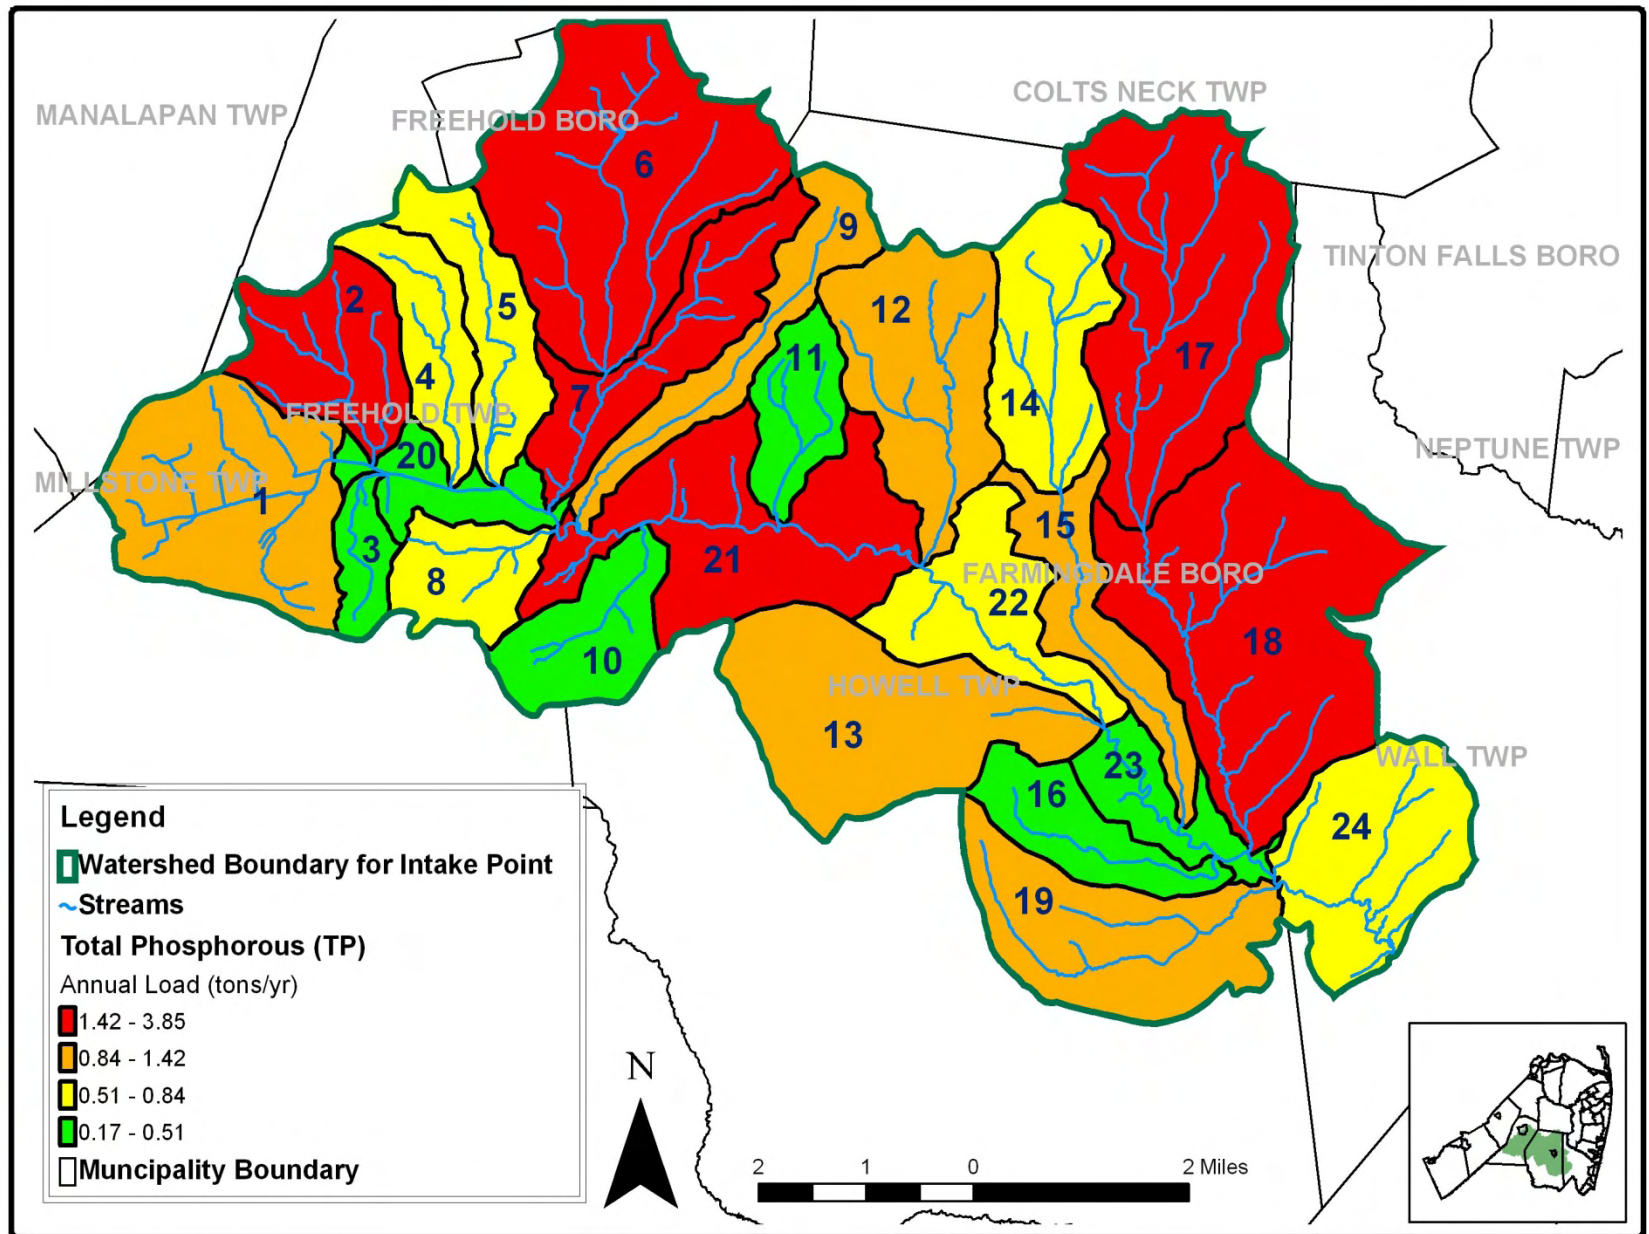 COLTS NECK TWP
MANALAPAN TWP
FREEHOLD BORO
6
9
TINTON FALLS BORO
2
5
12
11
17
4
7
14
FREEHOLD TWP
20
NEPTUNE TWP
MILLSTONE TWP
1
15
3
21
FARMINGDALE BORO
8
22
18
10
HOWELL TWP
13
WALL TWP
23
16
24
19
Legend
Watershed Boundary for Intake Point
Streams
Total Phosphorous (TP)
Annual Load (tons/yr)
1.42 - 3.85
0.84 - 1.42
0.51 - 0.84
0.17 - 0.51
Muncipality Boundary
N
2 1 0 2 Miles